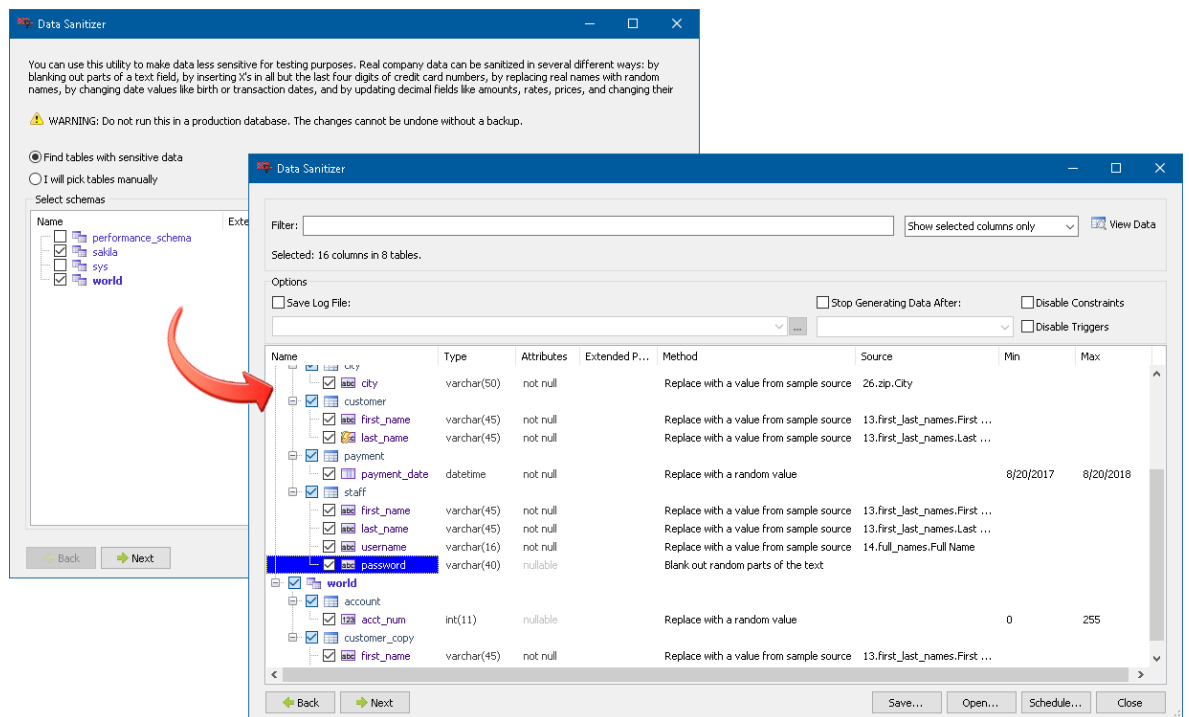 Data Sanitizer
You can use this utility to make data less sensitive for testing purposes. Real company data can be sanitized in several different ways: by
blanking out parts of a text field, by inserting X's in all but the last four digits of credit card numbers, by replacing real names with random
names, by changing date values like birth or transaction dates, and by updating decimal fields like amounts, rates, prices, and changing their
WARNING: Do not run this in a production database. The changes cannot be undone without a backup.
Find tables with sensitive data
I will pick tables manually
Select schemas
Name Exte
performance_schema
sakila
sys
world
Back Next
Data Sanitizer
Filter: Show selected columns only View Data
Selected: 16 columns in 8 tables.
Options
Save Log File: Stop Generating Data After: Disable Constraints
... Disable Triggers
Name Type Attributes Extended P... Method Source Min Max
city
city varchar(50) not null Replace with a value from sample source 26.zip.City
customer
first_name varchar(45) not null Replace with a value from sample source 13.first_last_names.First ...
last_name varchar(45) not null Replace with a value from sample source 13.first_last_names.Last ...
payment
payment_date datetime not null Replace with a random value 8/20/2017 8/20/2018
staff
first_name varchar(45) not null Replace with a value from sample source 13.first_last_names.First ...
last_name varchar(45) not null Replace with a value from sample source 13.first_last_names.Last ...
username varchar(16) not null Replace with a value from sample source 14.full_names.Full Name
password varchar(40) nullable Blank out random parts of the text
world
account
acct_num int(11) nullable Replace with a random value 0 255
customer_copy
first_name varchar(45) not null Replace with a value from sample source 13.first_last_names.First ...
Back Next Save... Open... Schedule... Close